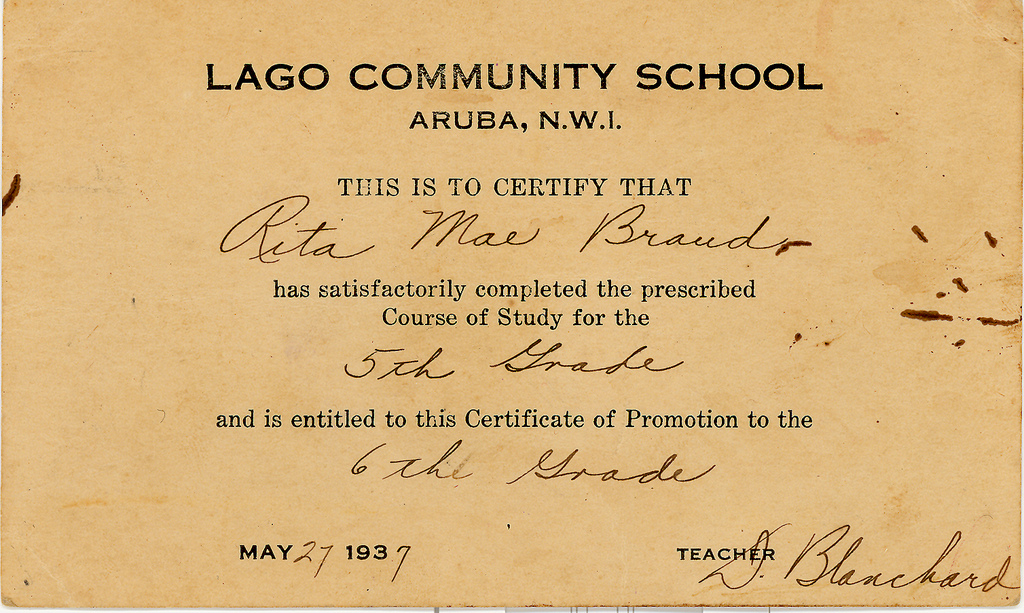 LAGO COMMUNITY SCHOOL
ARUBA, N.W.I.
THIS IS TO CERTIFY THAT
Rita Mae Braud
has satisfactorily completed the prescribed
Course of Study for the
5th Grade
and is entitled to this Certificate of Promotion to the
6th Grade
MAY 27 1937 TEACHER D. Blanchard